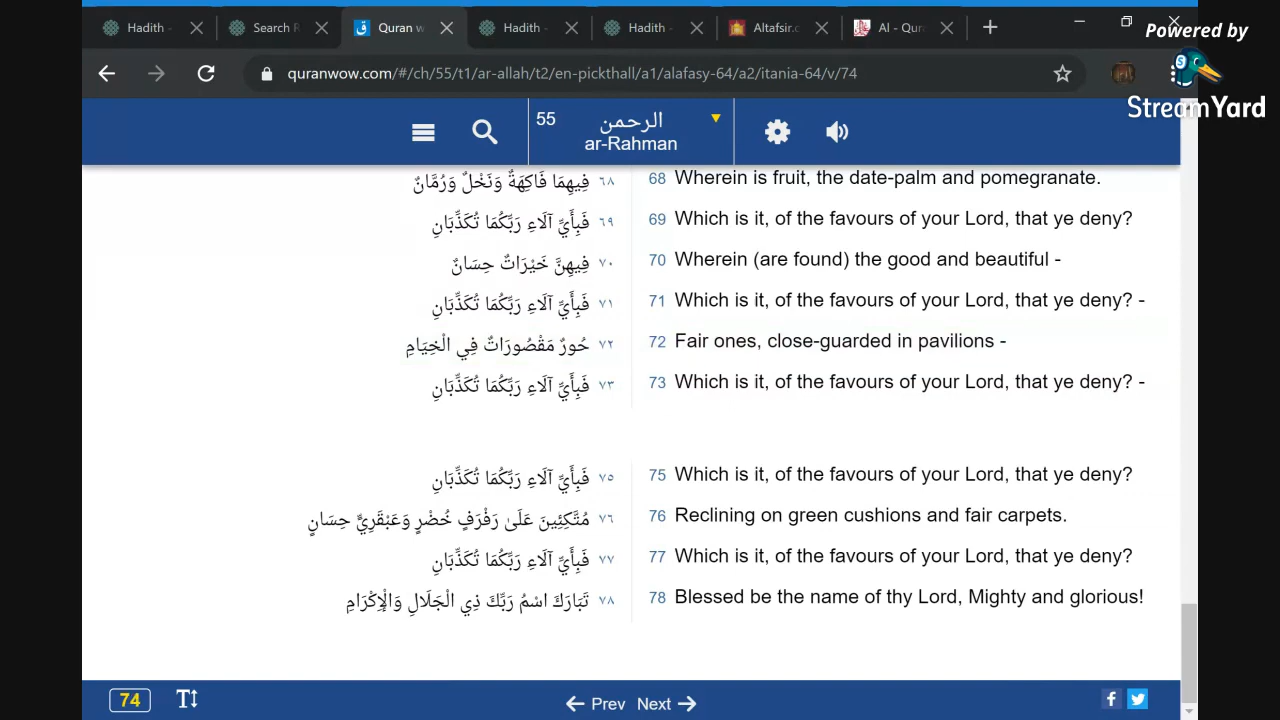 Hadith -
Search R
Quran w
Hadith -
Hadith -
Altafsir.c
Al - Qur
Powered by
quranwow.com/#/ch/55/t1/ar-allah/t2/en-pickthall/a1/alafasy-64/a2/itania-64/v/74
StreamYard
55 الرحمن
ar-Rahman
٦٨ فِيهِمَا فَاكِهَةٌ وَنَخْلٌ وَرُمَّانٌ
68 Wherein is fruit, the date-palm and pomegranate.
٦٩ فَبِأَيِّ آلَاءِ رَبِّكُمَا تُكَذِّبَانِ
69 Which is it, of the favours of your Lord, that ye deny?
٧٠ فِيهِنَّ خَيْرَاتٌ حِسَانٌ
70 Wherein (are found) the good and beautiful -
٧١ فَبِأَيِّ آلَاءِ رَبِّكُمَا تُكَذِّبَانِ
71 Which is it, of the favours of your Lord, that ye deny? -
٧٢ حُورٌ مَقْصُورَاتٌ فِي الْخِيَامِ
72 Fair ones, close-guarded in pavilions -
٧٣ فَبِأَيِّ آلَاءِ رَبِّكُمَا تُكَذِّبَانِ
73 Which is it, of the favours of your Lord, that ye deny? -
٧٥ فَبِأَيِّ آلَاءِ رَبِّكُمَا تُكَذِّبَانِ
75 Which is it, of the favours of your Lord, that ye deny?
٧٦ مُتَّكِئِينَ عَلَىٰ رَفْرَفٍ خُضْرٍ وَعَبْقَرِيٍّ حِسَانٍ
76 Reclining on green cushions and fair carpets.
٧٧ فَبِأَيِّ آلَاءِ رَبِّكُمَا تُكَذِّبَانِ
77 Which is it, of the favours of your Lord, that ye deny?
٧٨ تَبَارَكَ اسْمُ رَبِّكَ ذِي الْجَلَالِ وَالْإِكْرَامِ
78 Blessed be the name of thy Lord, Mighty and glorious!
74 T Prev Next